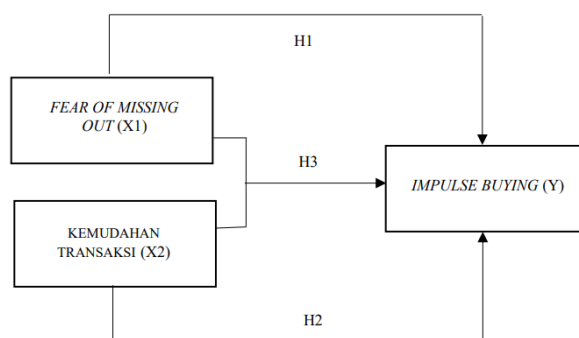 H1
FEAR OF MISSING
OUT (X1)
H3
IMPULSE BUYING (Y)
KEMUDAHAN
TRANSAKSI (X2)
H2